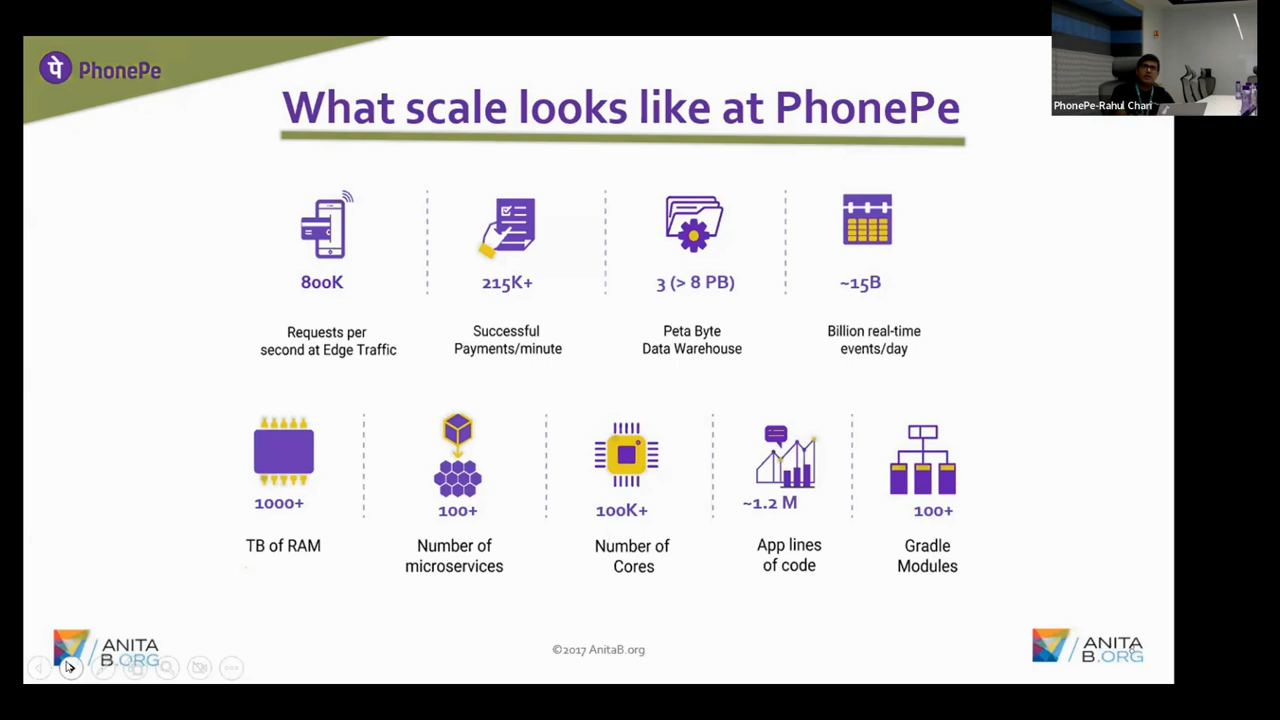 पे PhonePe
What scale looks like at PhonePe
PhonePe-Rahul Chari
800K
215K+
3 (> 8 PB)
~15B
Requests per
second at Edge Traffic
Successful
Payments/minute
Peta Byte
Data Warehouse
Billion real-time
events/day
1000+
100+
100K+
~1.2 M
100+
TB of RAM
Number of
microservices
Number of
Cores
App lines
of code
Gradle
Modules
ANITA
B.ORG
©2017 AnitaB.org
ANITA
B.ORG